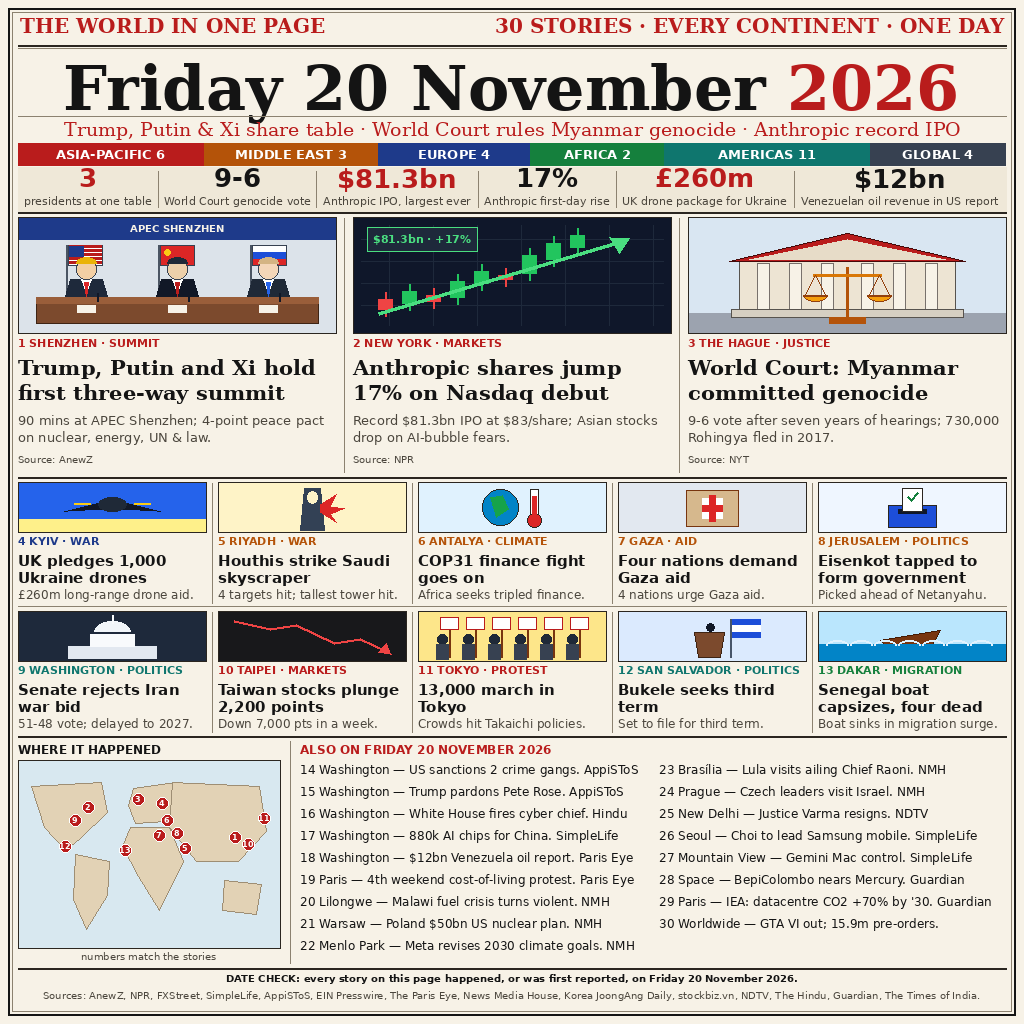 THE WORLD IN ONE PAGE
30 STORIES · EVERY CONTINENT · ONE DAY
Friday 20 November 2026
Trump, Putin & Xi share table · World Court rules Myanmar genocide · Anthropic record IPO
ASIA-PACIFIC 6
MIDDLE EAST 3
EUROPE 4
AFRICA 2
AMERICAS 11
GLOBAL 4
3
presidents at one table
9-6
World Court genocide vote
$81.3bn
Anthropic IPO, largest ever
17%
Anthropic first-day rise
£260m
UK drone package for Ukraine
$12bn
Venezuelan oil revenue in US report
APEC SHENZHEN
1 SHENZHEN · SUMMIT
Trump, Putin and Xi hold
first three-way summit
90 mins at APEC Shenzhen; 4-point peace pact
on nuclear, energy, UN & law.
Source: AnewZ
$81.3bn · +17%
2 NEW YORK · MARKETS
Anthropic shares jump
17% on Nasdaq debut
Record $81.3bn IPO at $83/share; Asian stocks
drop on AI-bubble fears.
Source: NPR
3 THE HAGUE · JUSTICE
World Court: Myanmar
committed genocide
9-6 vote after seven years of hearings; 730,000
Rohingya fled in 2017.
Source: NYT
4 KYIV · WAR
UK pledges 1,000
Ukraine drones
£260m long-range drone aid.
5 RIYADH · WAR
Houthis strike Saudi
skyscraper
4 targets hit; tallest tower hit.
6 ANTALYA · CLIMATE
COP31 finance fight
goes on
Africa seeks tripled finance.
7 GAZA · AID
Four nations demand
Gaza aid
4 nations urge Gaza aid.
8 JERUSALEM · POLITICS
Eisenkot tapped to
form government
Picked ahead of Netanyahu.
9 WASHINGTON · POLITICS
Senate rejects Iran
war bid
51-48 vote; delayed to 2027.
10 TAIPEI · MARKETS
Taiwan stocks plunge
2,200 points
Down 7,000 pts in a week.
11 TOKYO · PROTEST
13,000 march in
Tokyo
Crowds hit Takaichi policies.
12 SAN SALVADOR · POLITICS
Bukele seeks third
term
Set to file for third term.
13 DAKAR · MIGRATION
Senegal boat
capsizes, four dead
Boat sinks in migration surge.
WHERE IT HAPPENED
2
9
12
3
4
6
7
8
5
13
1
10
11
numbers match the stories
ALSO ON FRIDAY 20 NOVEMBER 2026
14 Washington — US sanctions 2 crime gangs. AppiSToS
15 Washington — Trump pardons Pete Rose. AppiSToS
16 Washington — White House fires cyber chief. Hindu
17 Washington — 880k AI chips for China. SimpleLife
18 Washington — $12bn Venezuela oil report. Paris Eye
19 Paris — 4th weekend cost-of-living protest. Paris Eye
20 Lilongwe — Malawi fuel crisis turns violent. NMH
21 Warsaw — Poland $50bn US nuclear plan. NMH
22 Menlo Park — Meta revises 2030 climate goals. NMH
23 Brasília — Lula visits ailing Chief Raoni. NMH
24 Prague — Czech leaders visit Israel. NMH
25 New Delhi — Justice Varma resigns. NDTV
26 Seoul — Choi to lead Samsung mobile. SimpleLife
27 Mountain View — Gemini Mac control. SimpleLife
28 Space — BepiColombo nears Mercury. Guardian
29 Paris — IEA: datacentre CO2 +70% by '30. Guardian
30 Worldwide — GTA VI out; 15.9m pre-orders.
DATE CHECK: every story on this page happened, or was first reported, on Friday 20 November 2026.
Sources: AnewZ, NPR, FXStreet, SimpleLife, AppiSToS, EIN Presswire, The Paris Eye, News Media House, Korea JoongAng Daily, stockbiz.vn, NDTV, The Hindu, Guardian, The Times of India.